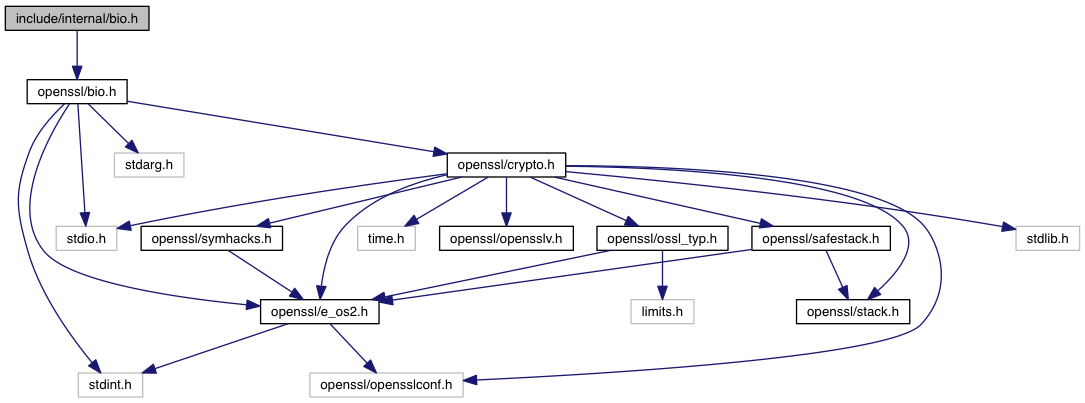 include/internal/bio.h
openssl/bio.h
stdarg.h
openssl/crypto.h
stdio.h
openssl/symhacks.h
time.h
openssl/opensslv.h
openssl/ossl_typ.h
openssl/safestack.h
stdlib.h
openssl/e_os2.h
limits.h
openssl/stack.h
stdint.h
openssl/opensslconf.h